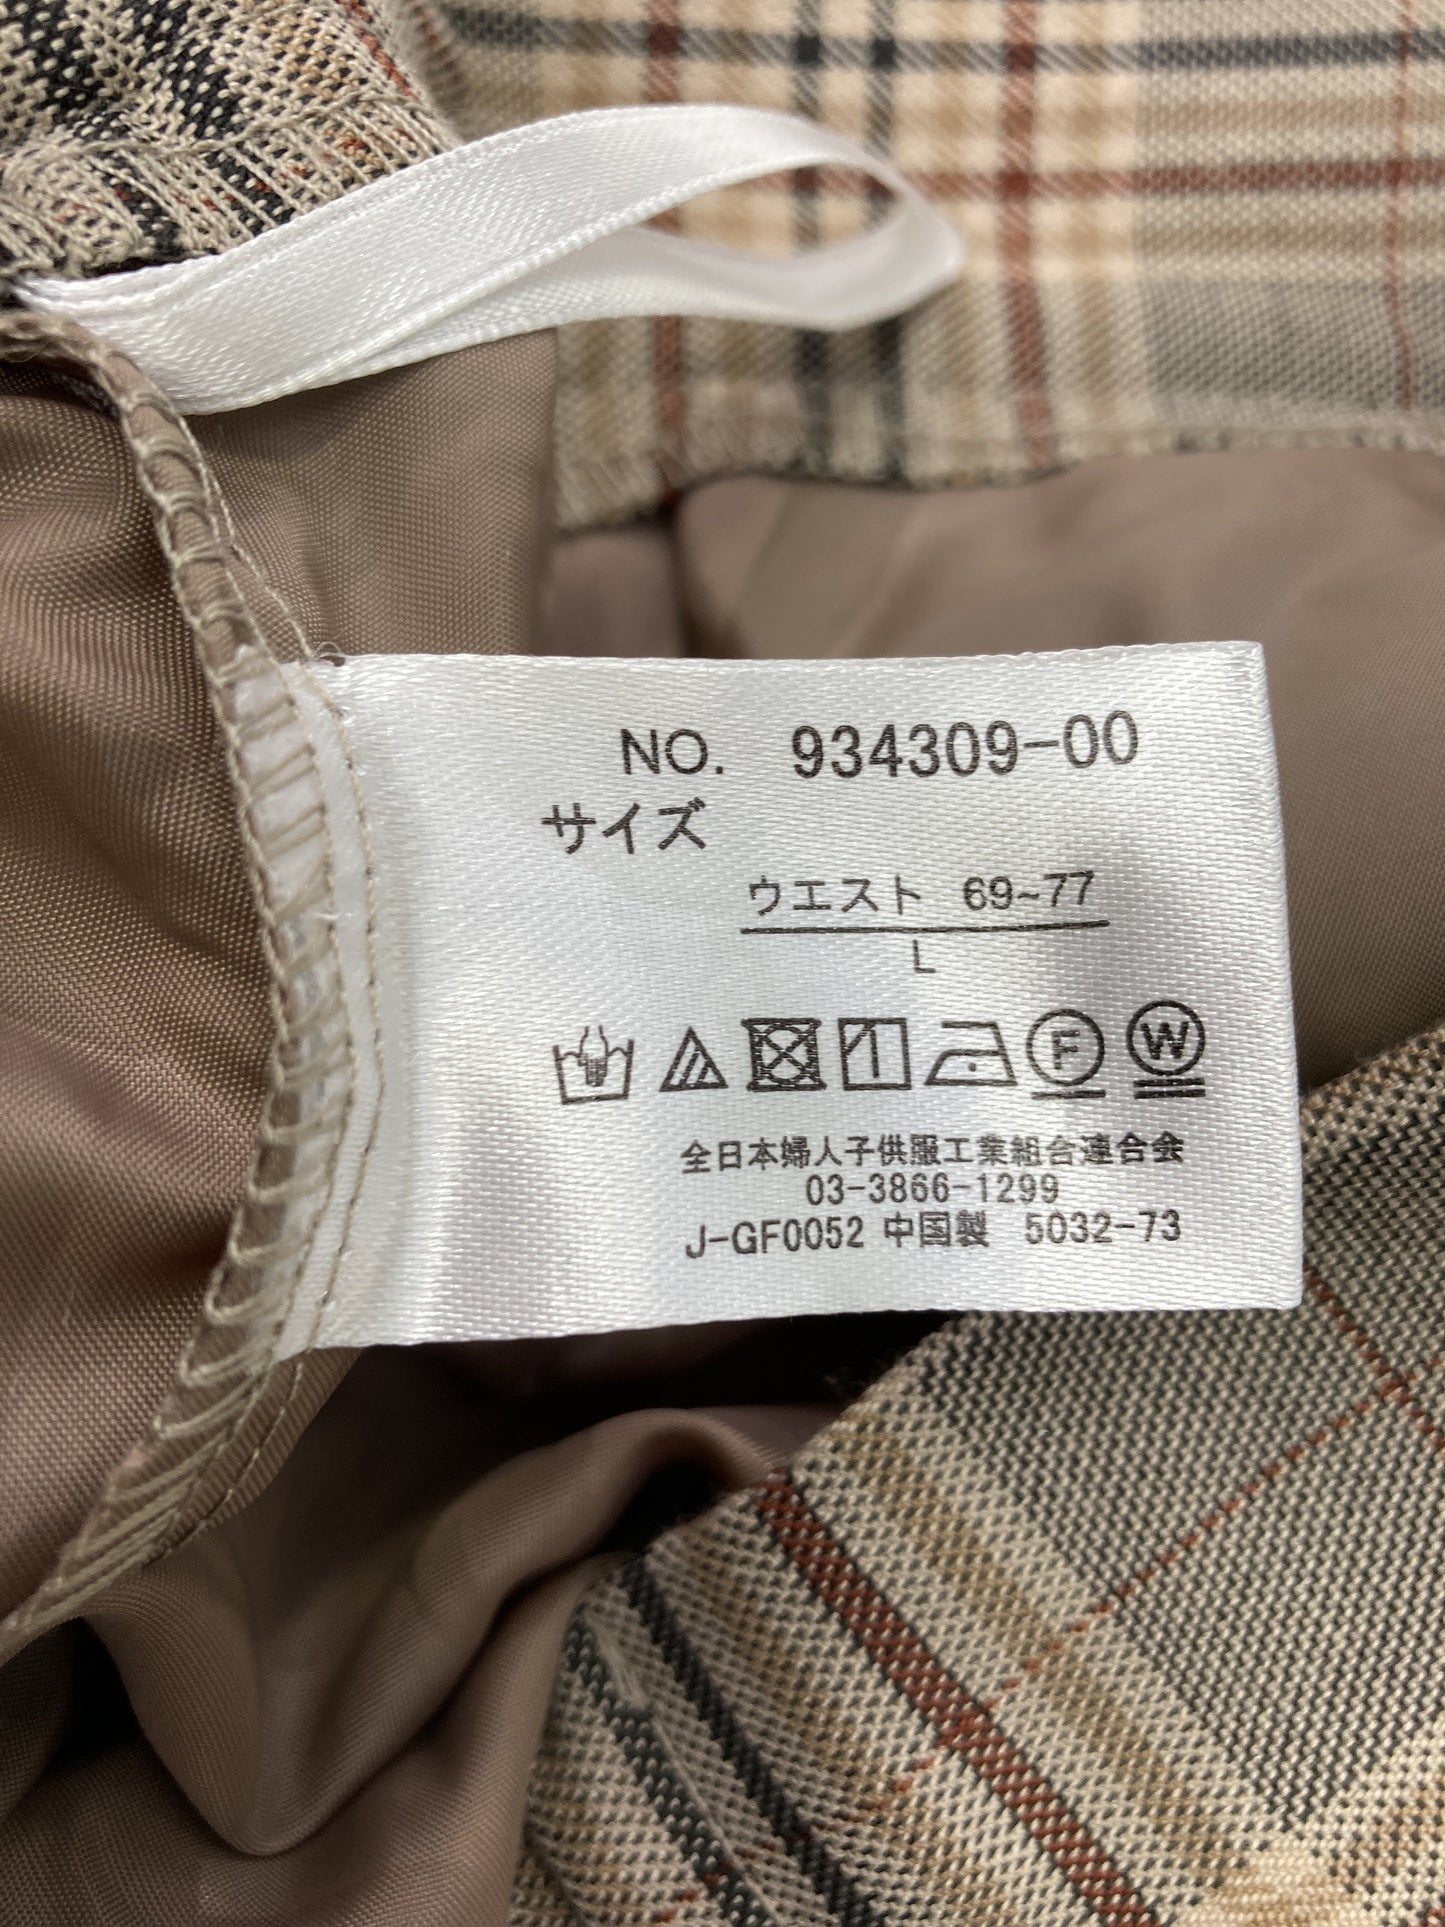 NO. 934309-00
サイズ
ウエスト 69~77
L
F W
全日本婦人子供服工業組合連合会
03-3866-1299
J-GF0052 中国製 5032-73